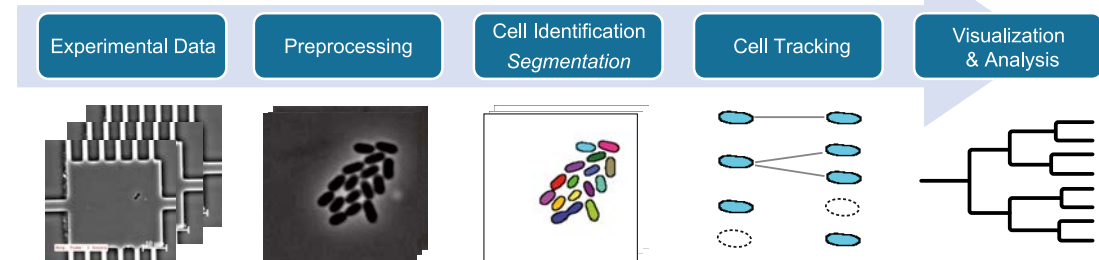 Experimental Data
Preprocessing
Cell Identification
Segmentation
Cell Tracking
Visualization
& Analysis